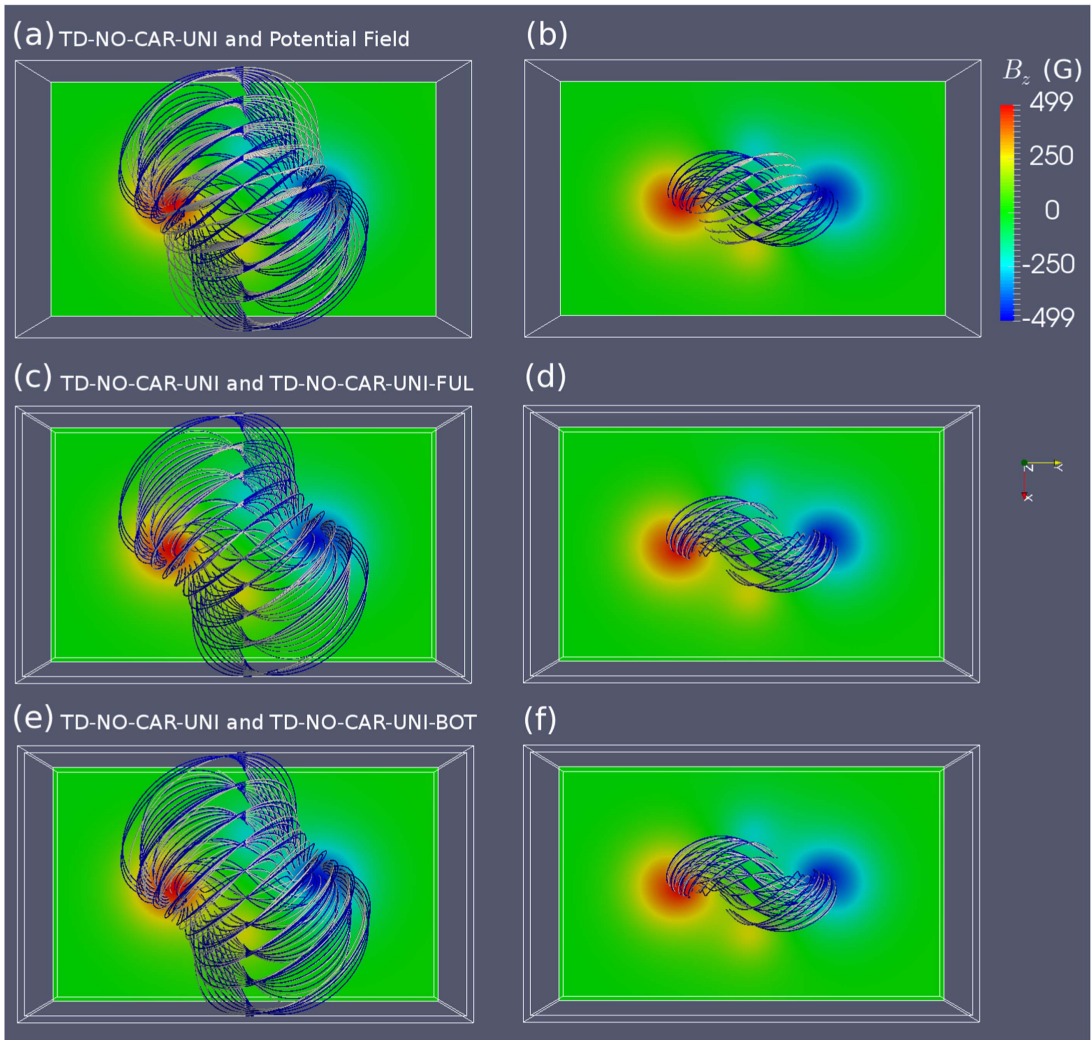 (a) TD-NO-CAR-UNI and Potential Field
(b)
B_z (G)
499
250
0
-250
-499
(c) TD-NO-CAR-UNI and TD-NO-CAR-UNI-FUL
(d)
Z
Y
X
(e) TD-NO-CAR-UNI and TD-NO-CAR-UNI-BOT
(f)